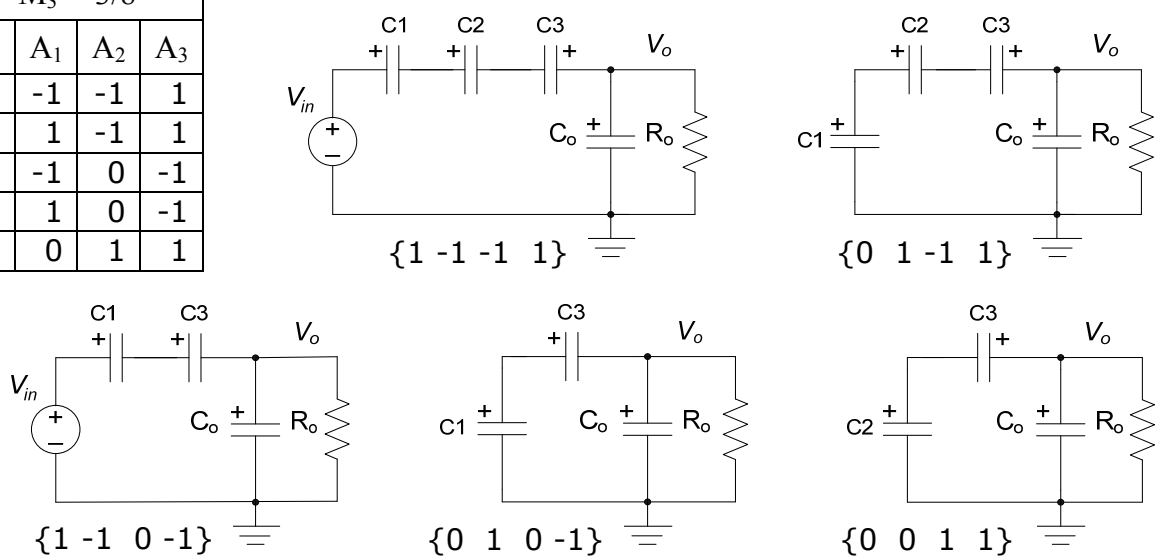 A₁ A₂ A₃
-1 -1 1
1 -1 1
-1 0 -1
1 0 -1
0 1 1
C1 C2 C3
+ + +
Vₒ
Vᵢₙ
+
−
+
Cₒ Rₒ
{1 -1 -1 1}
C2 C3
+ +
Vₒ
+
C1
+
Cₒ Rₒ
{0 1 -1 1}
C1 C3
+ +
Vₒ
Vᵢₙ
+
−
+
Cₒ Rₒ
{1 -1 0 -1}
C3
+
Vₒ
+
C1
+
Cₒ Rₒ
{0 1 0 -1}
C3
+
Vₒ
+
C2
+
Cₒ Rₒ
{0 0 1 1}